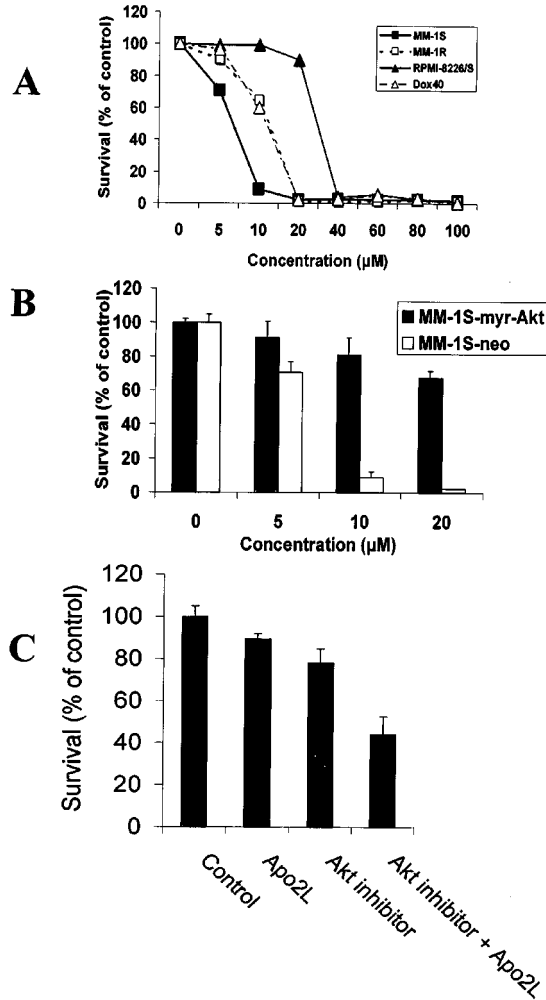 A
Survival (% of control)
120
100
80
60
40
20
0
MM-1S
MM-1R
RPMI-8226/S
Dox40
0 5 10 20 40 60 80 100
Concentration (µM)
B
Survival (% of control)
120
100
80
60
40
20
0
MM-1S-myr-Akt
MM-1S-neo
0 5 10 20
Concentration (µM)
C
Survival (% of control)
120
100
80
60
40
20
0
Control
Apo2L
Akt inhibitor
Akt inhibitor + Apo2L